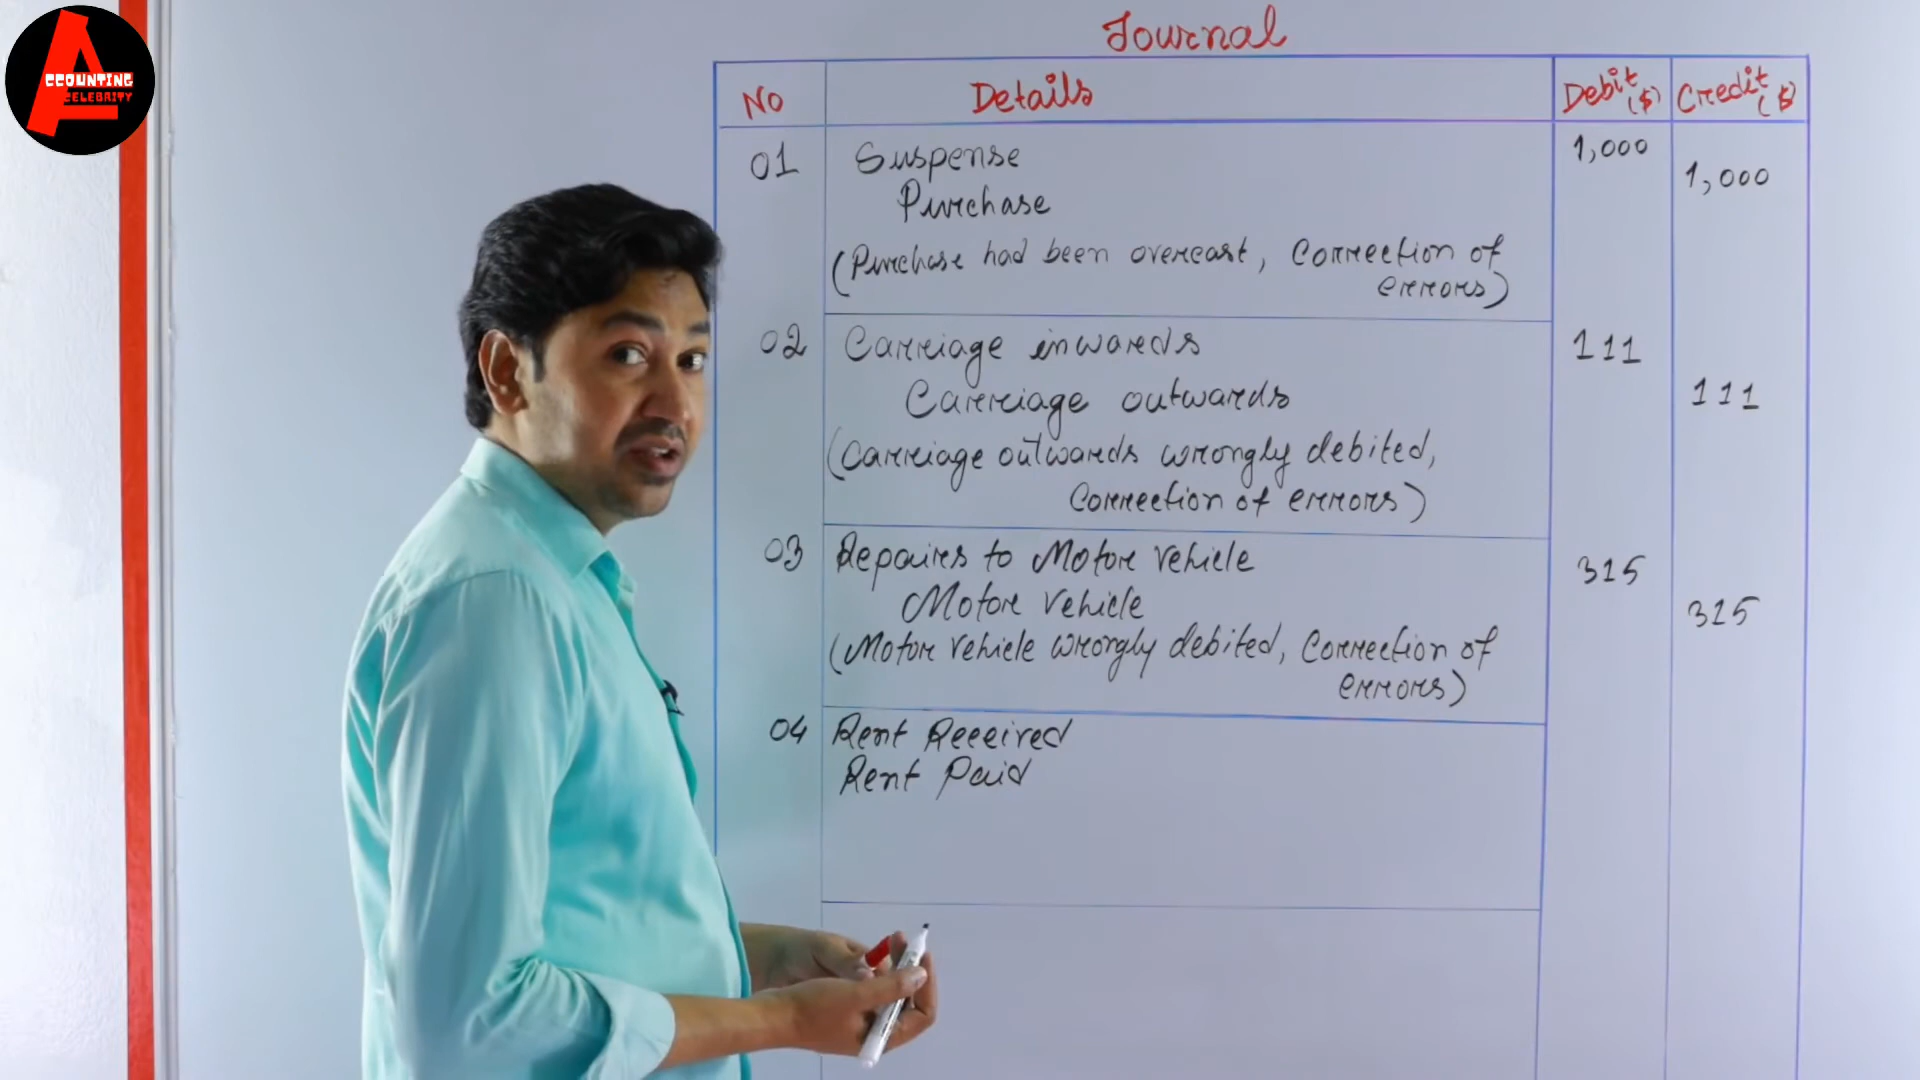 ACCOUNTING
CELEBRITY
Journal
No Details Debit ($) Credit ($)
01 Suspense 1,000
Purchase 1,000
(Purchase had been overcast, Correction of
errors)
02 Carriage inwards 111
Carriage outwards 111
(Carriage outwards wrongly debited,
Correction of errors)
03 Repaires to Motor vehicle 315
Motor vehicle 315
(Motor vehicle wrongly debited, Correction of
errors)
04 Rent Received
Rent Paid